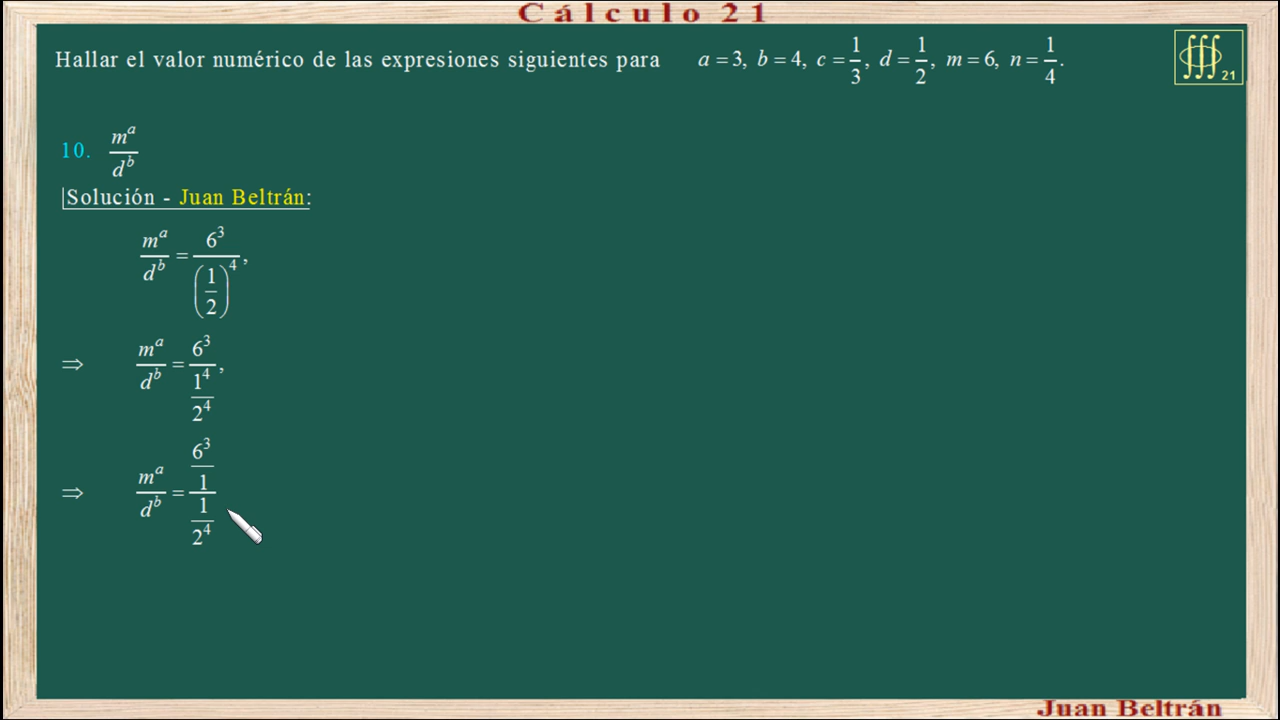 Cálculo 21
Hallar el valor numérico de las expresiones siguientes para a = 3, b = 4, c = 1/3, d = 1/2, m = 6, n = 1/4.
∫∫∫ 21
10. m^a/d^b
Solución - Juan Beltrán:
m^a/d^b = 6^3/(1/2)^4,
⇒ m^a/d^b = 6^3/(1^4/2^4),
⇒ m^a/d^b = (6^3/1)/(1/2^4)
Juan Beltrán